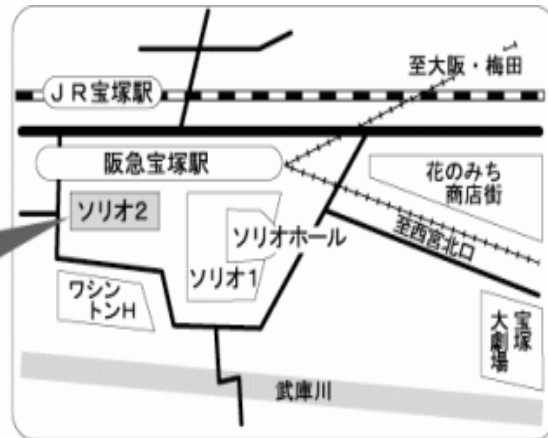 至大阪・梅田
JR宝塚駅
阪急宝塚駅
花のみち
商店街
ソリオ2
ソリオホール
至西宮北口
ソリオ1
ワシン
トンH
宝塚
大劇場
武庫川